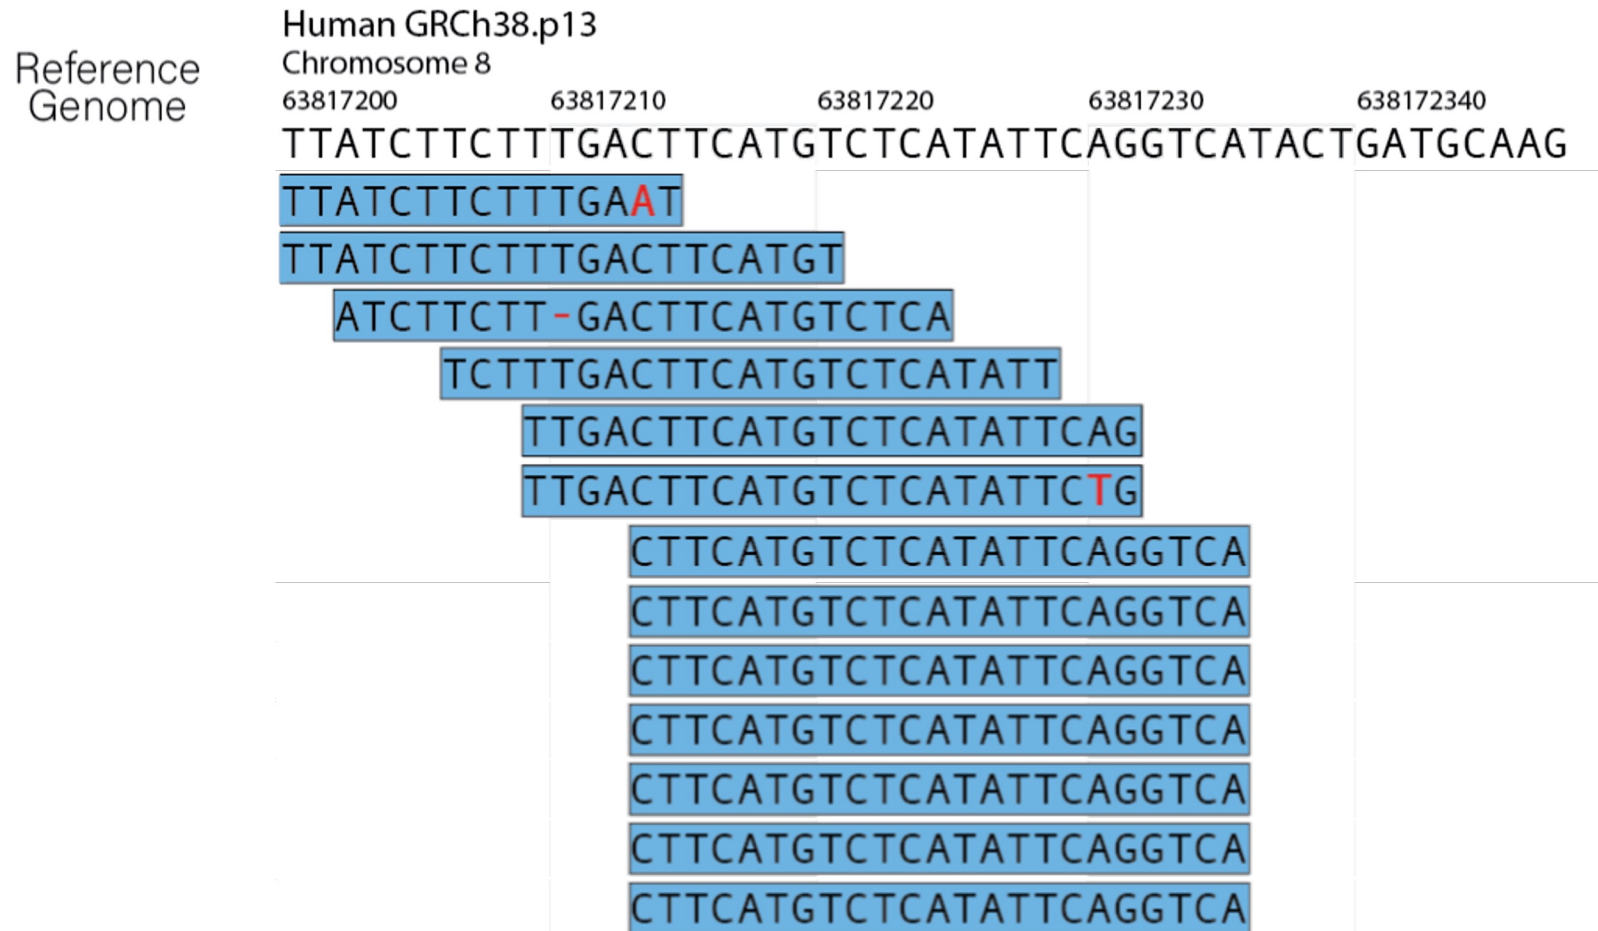 Human GRCh38.p13
Chromosome 8
Reference
Genome
63817200 63817210 63817220 63817230 638172340
TTATCTTCTTTGACTTCATGTCTCATATTCAGGTCATACTGATGCAAG
TTATCTTCTTTGAAT
TTATCTTCTTTGACTTCATGT
ATCTTCTT-GACTTCATGTCTCA
TCTTTGACTTCATGTCTCATATT
TTGACTTCATGTCTCATATTCAG
TTGACTTCATGTCTCATATTCTG
CTTCATGTCTCATATTCAGGTCA
CTTCATGTCTCATATTCAGGTCA
CTTCATGTCTCATATTCAGGTCA
CTTCATGTCTCATATTCAGGTCA
CTTCATGTCTCATATTCAGGTCA
CTTCATGTCTCATATTCAGGTCA
CTTCATGTCTCATATTCAGGTCA